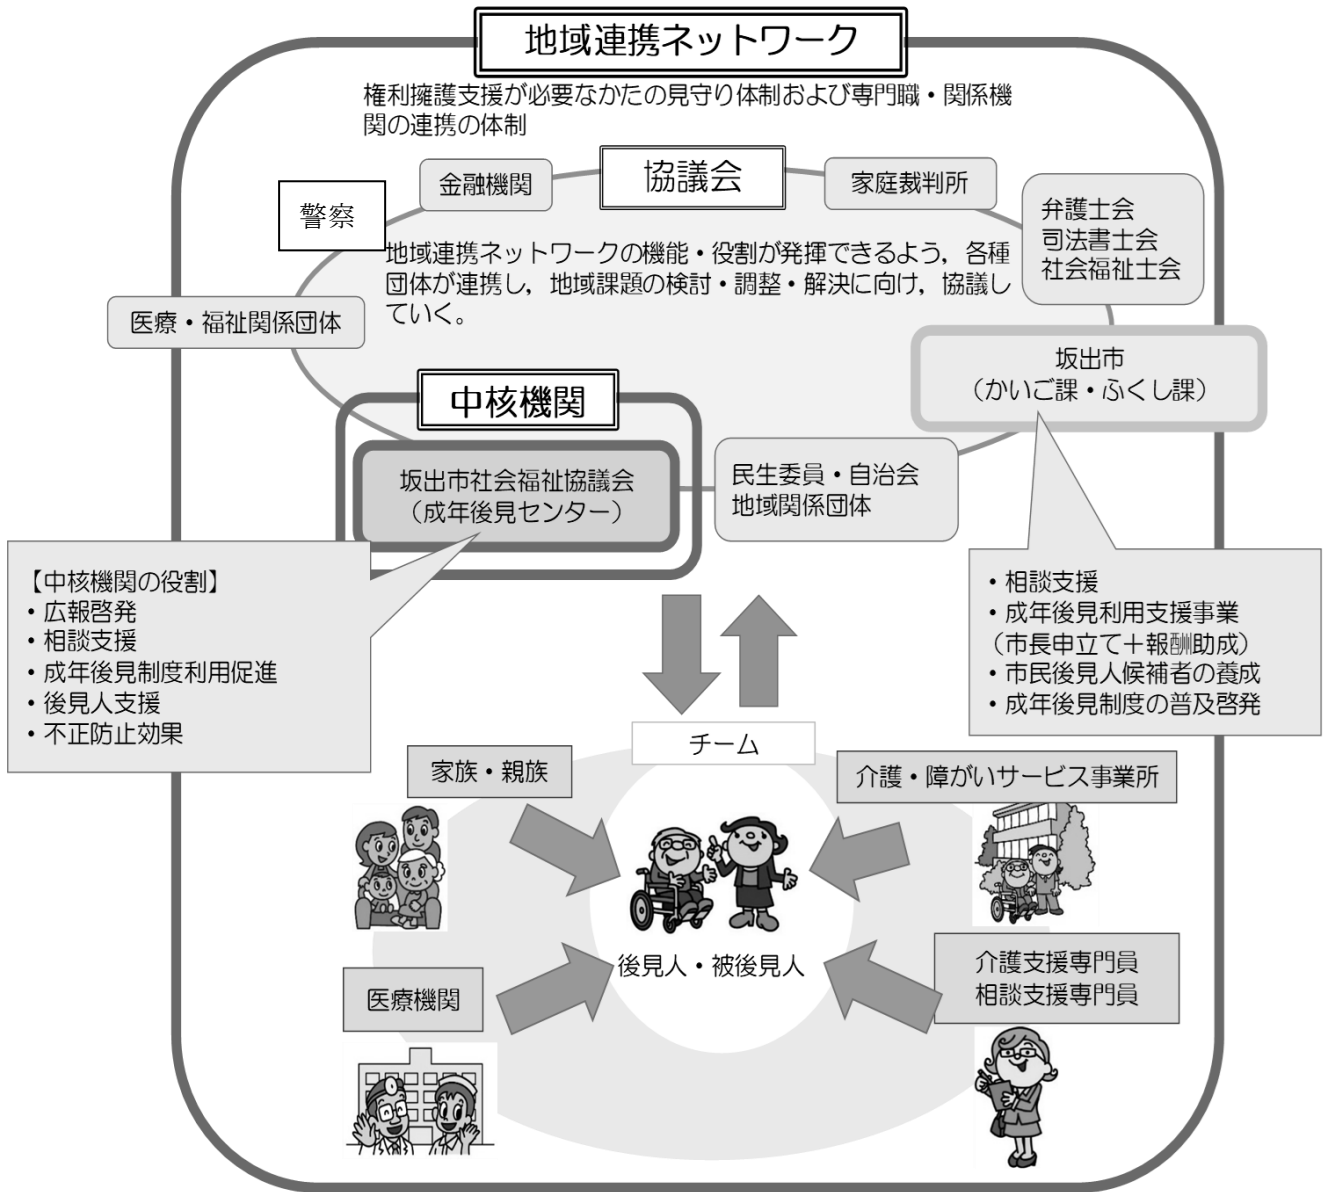 地域連携ネットワーク
権利擁護支援が必要なかたの見守り体制および専門職・関係機
関の連携の体制
協議会
金融機関
家庭裁判所
警察
弁護士会
司法書士会
社会福祉士会
地域連携ネットワークの機能・役割が発揮できるよう，各種
団体が連携し，地域課題の検討・調整・解決に向け，協議し
ていく。
医療・福祉関係団体
坂出市
（かいご課・ふくし課）
中核機関
坂出市社会福祉協議会
（成年後見センター）
民生委員・自治会
地域関係団体
【中核機関の役割】
・広報啓発
・相談支援
・成年後見制度利用促進
・後見人支援
・不正防止効果
・相談支援
・成年後見利用支援事業
（市長申立て＋報酬助成）
・市民後見人候補者の養成
・成年後見制度の普及啓発
チーム
家族・親族
介護・障がいサービス事業所
後見人・被後見人
医療機関
介護支援専門員
相談支援専門員